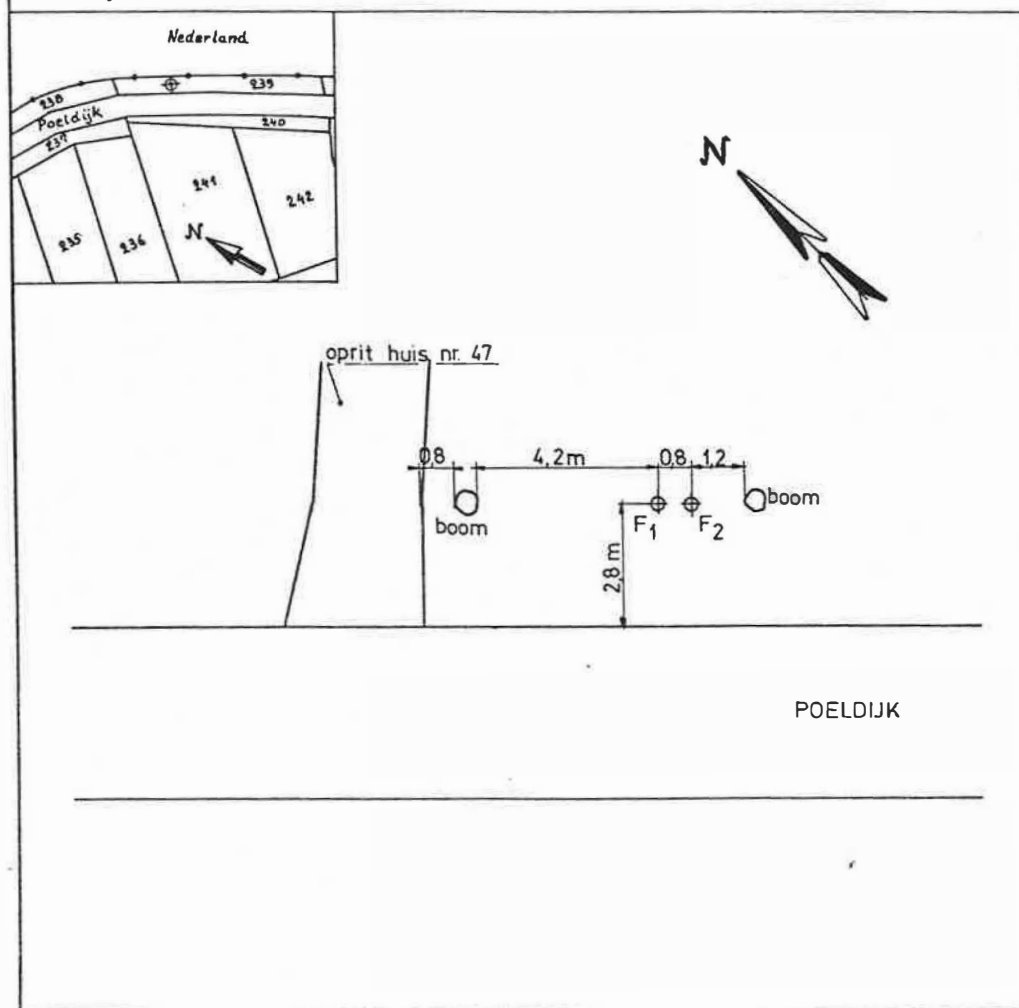 Nederland
238
239
Poeldijk
237
240
241
242
235
236
N
N
oprit huis nr. 47
0,8
4,2m
0,8
1,2
boom
boom
F1
F2
2,8 m
POELDIJK